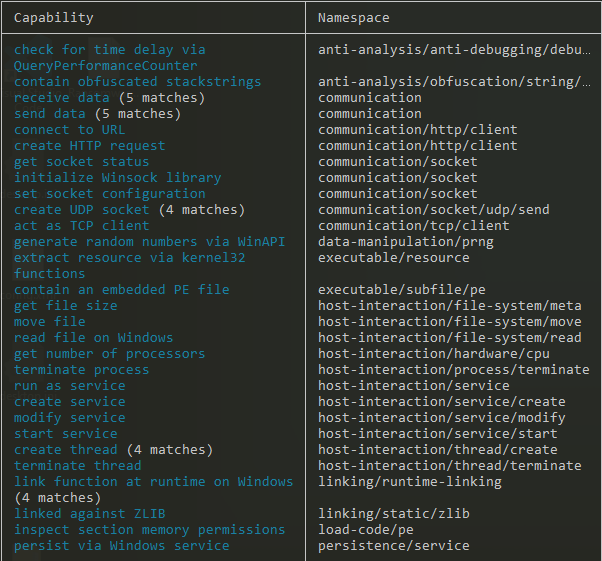 Capability Namespace
check for time delay via anti-analysis/anti-debugging/debu…
QueryPerformanceCounter
contain obfuscated stackstrings anti-analysis/obfuscation/string/…
receive data (5 matches) communication
send data (5 matches) communication
connect to URL communication/http/client
create HTTP request communication/http/client
get socket status communication/socket
initialize Winsock library communication/socket
set socket configuration communication/socket
create UDP socket (4 matches) communication/socket/udp/send
act as TCP client communication/tcp/client
generate random numbers via WinAPI data-manipulation/prng
extract resource via kernel32 executable/resource
functions
contain an embedded PE file executable/subfile/pe
get file size host-interaction/file-system/meta
move file host-interaction/file-system/move
read file on Windows host-interaction/file-system/read
get number of processors host-interaction/hardware/cpu
terminate process host-interaction/process/terminate
run as service host-interaction/service
create service host-interaction/service/create
modify service host-interaction/service/modify
start service host-interaction/service/start
create thread (4 matches) host-interaction/thread/create
terminate thread host-interaction/thread/terminate
link function at runtime on Windows linking/runtime-linking
(4 matches)
linked against ZLIB linking/static/zlib
inspect section memory permissions load-code/pe
persist via Windows service persistence/service